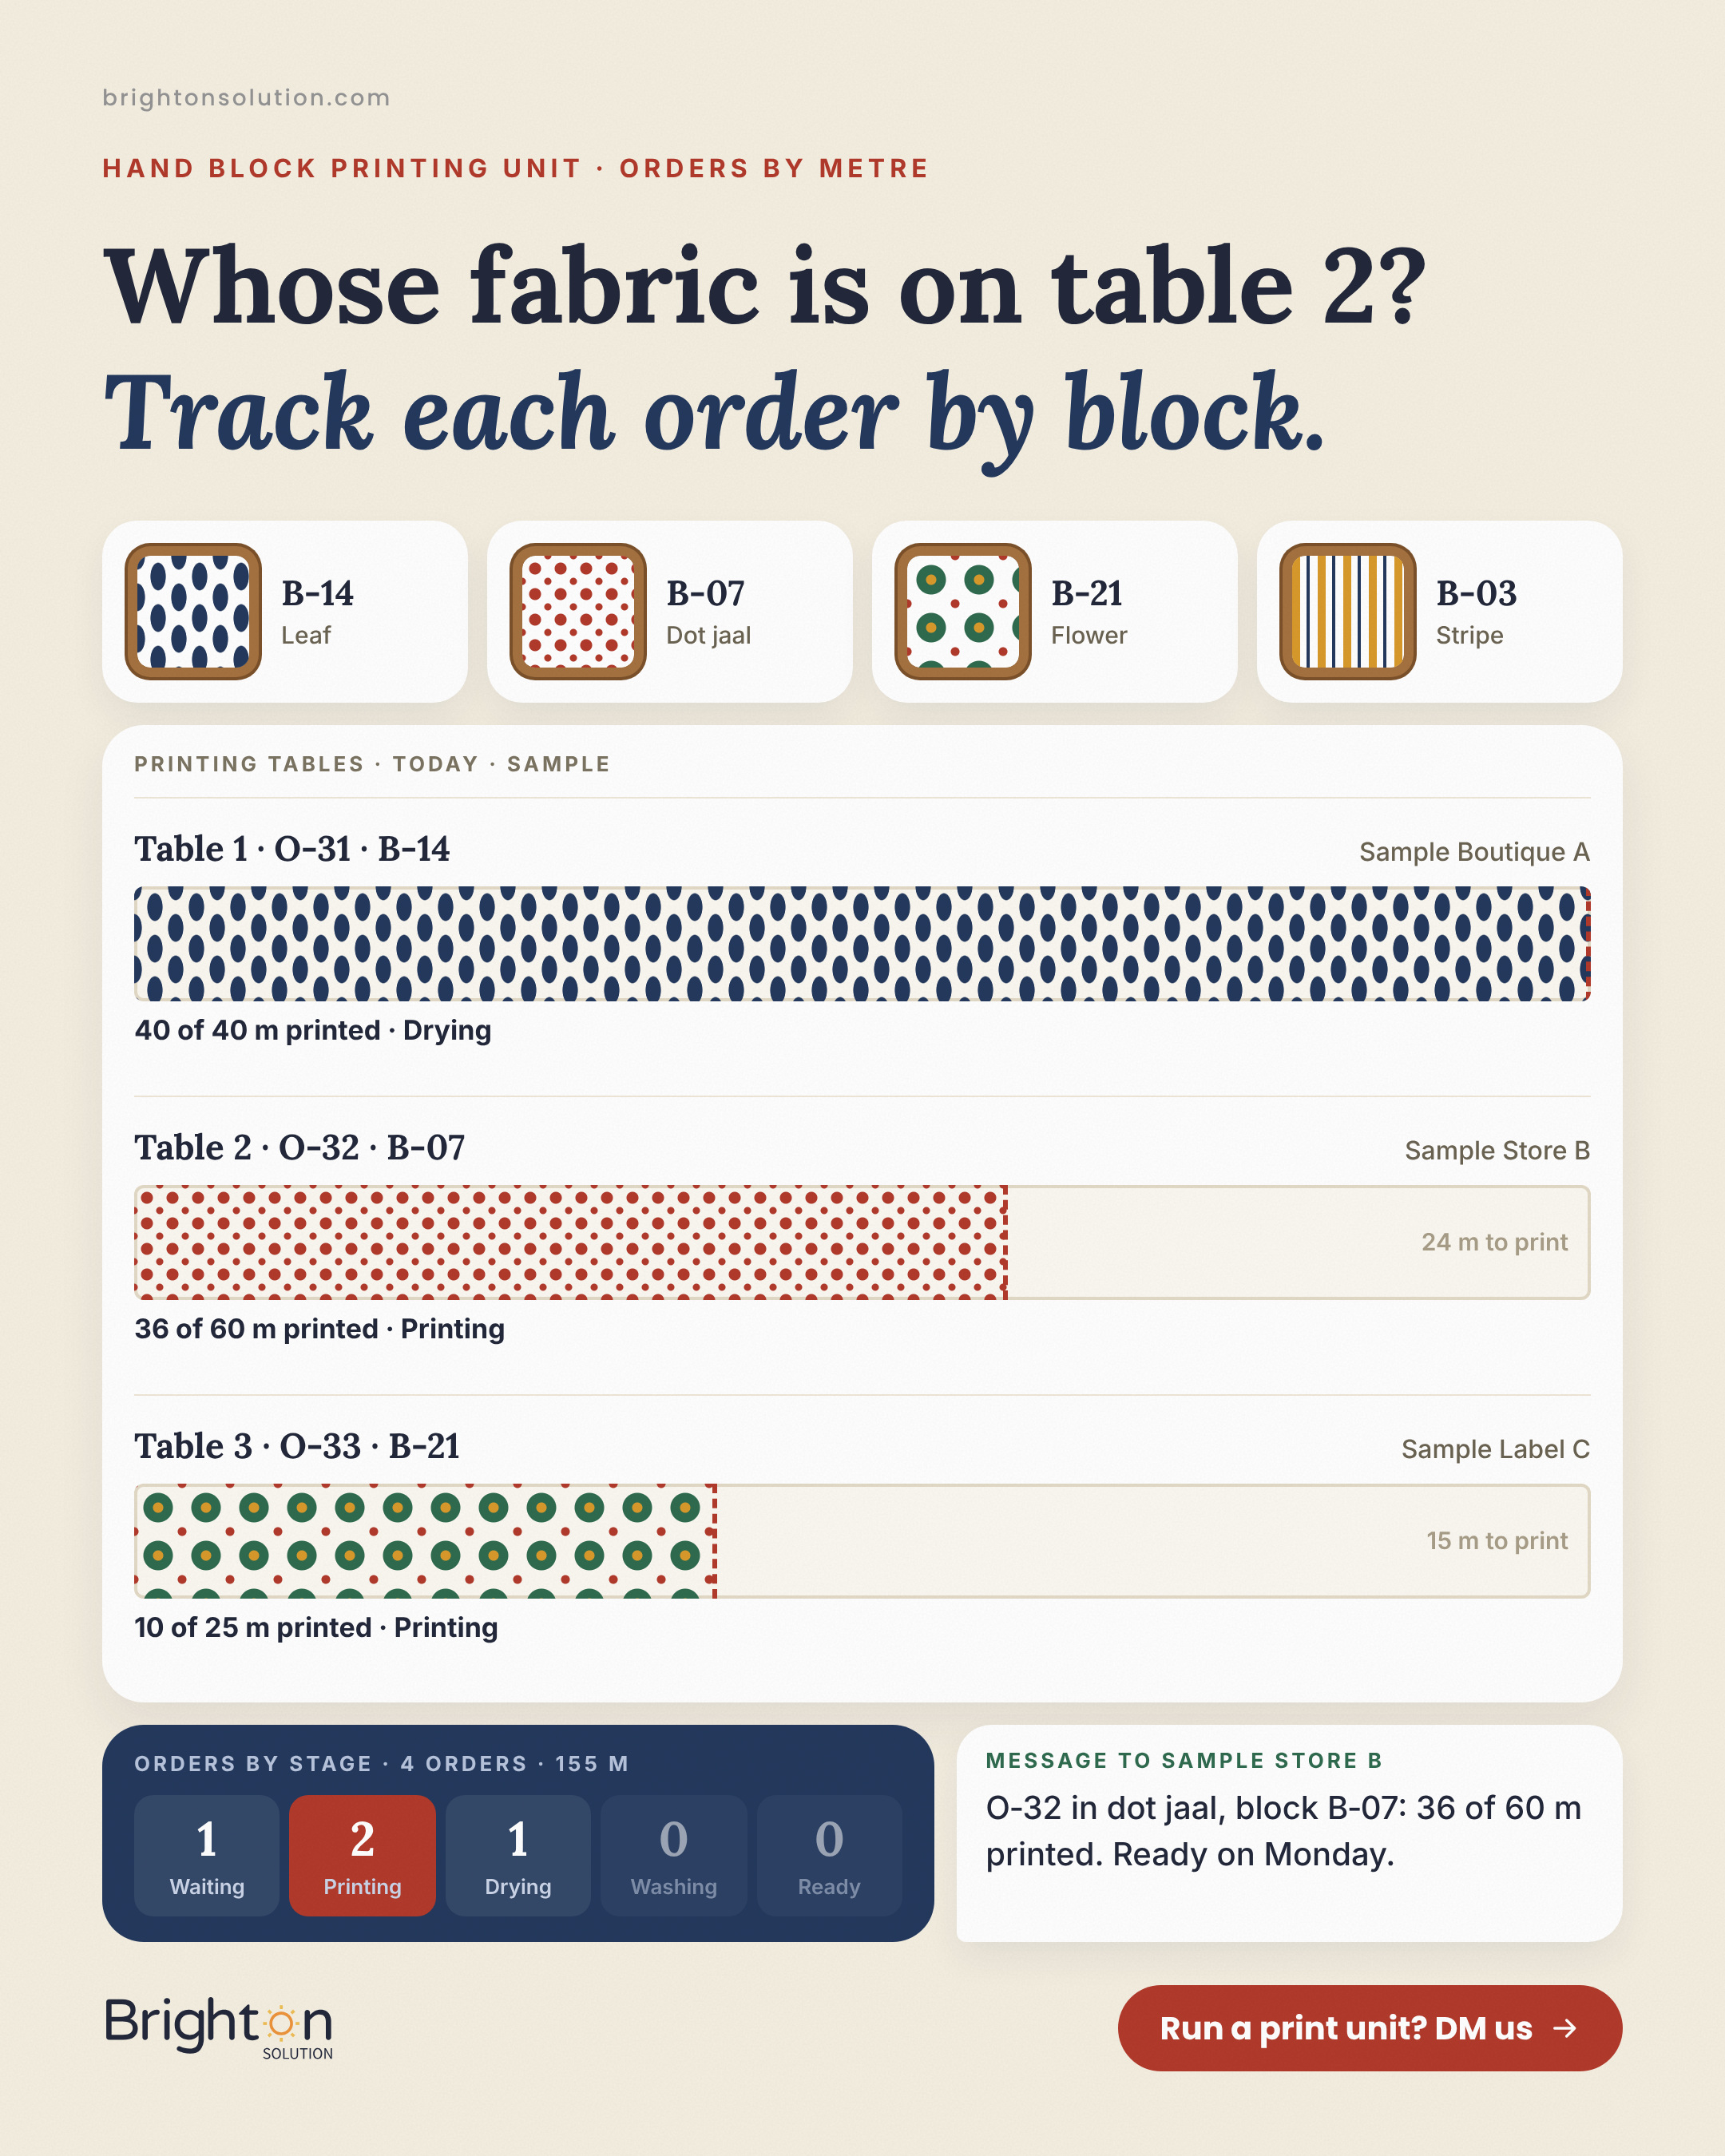 brightonsolution.com
HAND BLOCK PRINTING UNIT · ORDERS BY METRE
Whose fabric is on table 2?
Track each order by block.
B-14
Leaf
B-07
Dot jaal
B-21
Flower
B-03
Stripe
PRINTING TABLES · TODAY · SAMPLE
Table 1 · O-31 · B-14
Sample Boutique A
40 of 40 m printed · Drying
Table 2 · O-32 · B-07
Sample Store B
24 m to print
36 of 60 m printed · Printing
Table 3 · O-33 · B-21
Sample Label C
15 m to print
10 of 25 m printed · Printing
ORDERS BY STAGE · 4 ORDERS · 155 M
1
Waiting
2
Printing
1
Drying
0
Washing
0
Ready
MESSAGE TO SAMPLE STORE B
O-32 in dot jaal, block B-07: 36 of 60 m
printed. Ready on Monday.
Brighton
SOLUTION
Run a print unit? DM us →